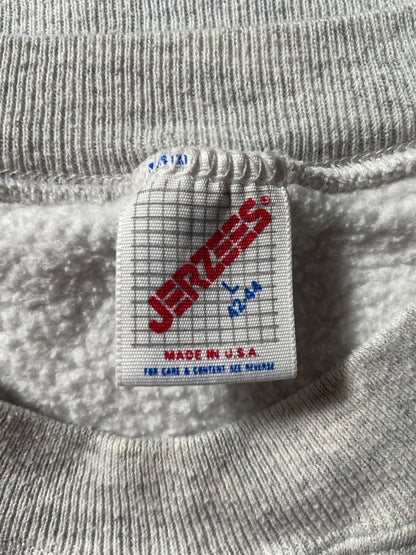 JERZEES®
L
42-44
MADE IN U.S.A
FOR CARE & CONTENT SEE REVERSE